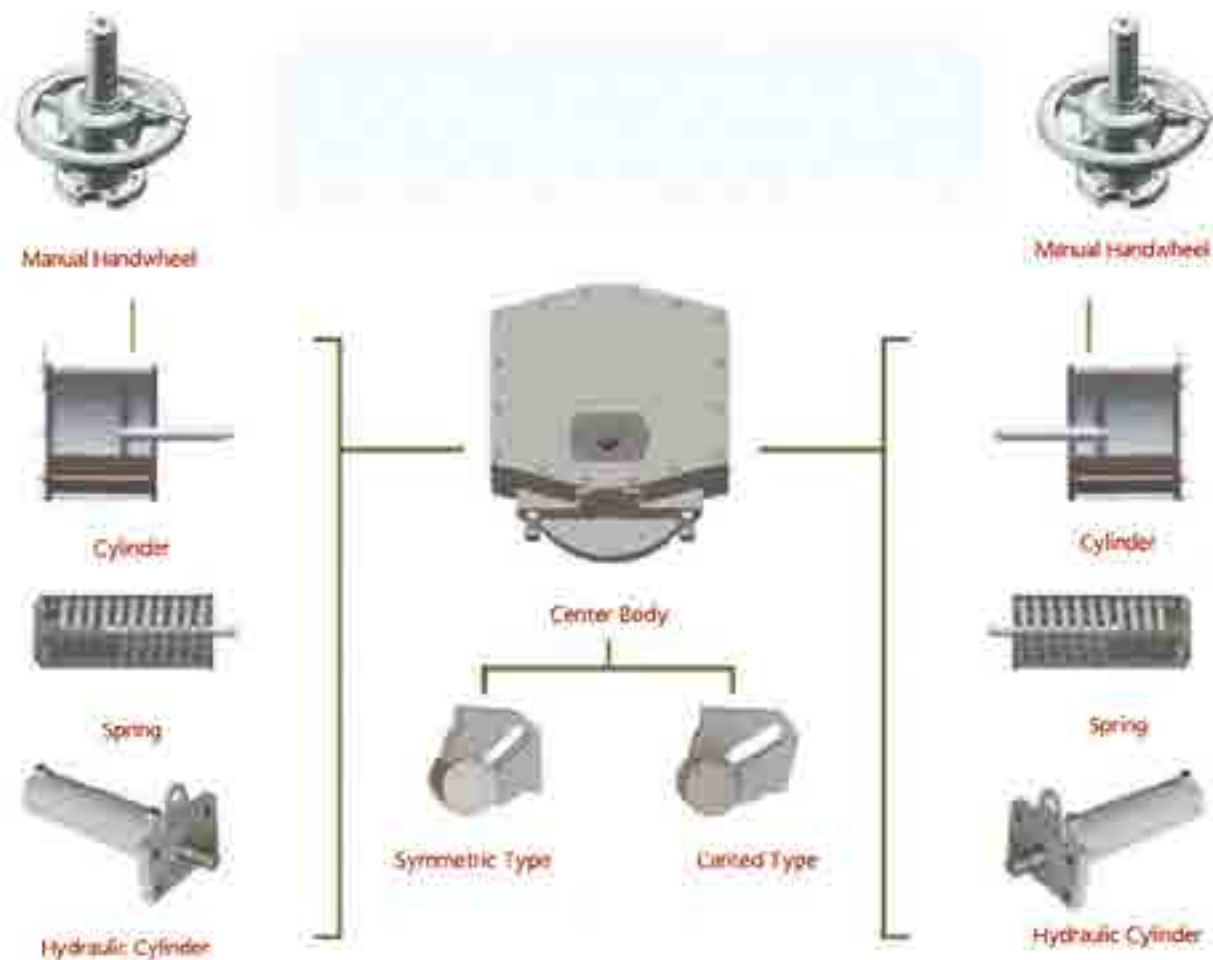 Manual Handwheel
Manual Handwheel
Cylinder
Cylinder
Center Body
Spring
Spring
Symmetric Type
Canted Type
Hydraulic Cylinder
Hydraulic Cylinder